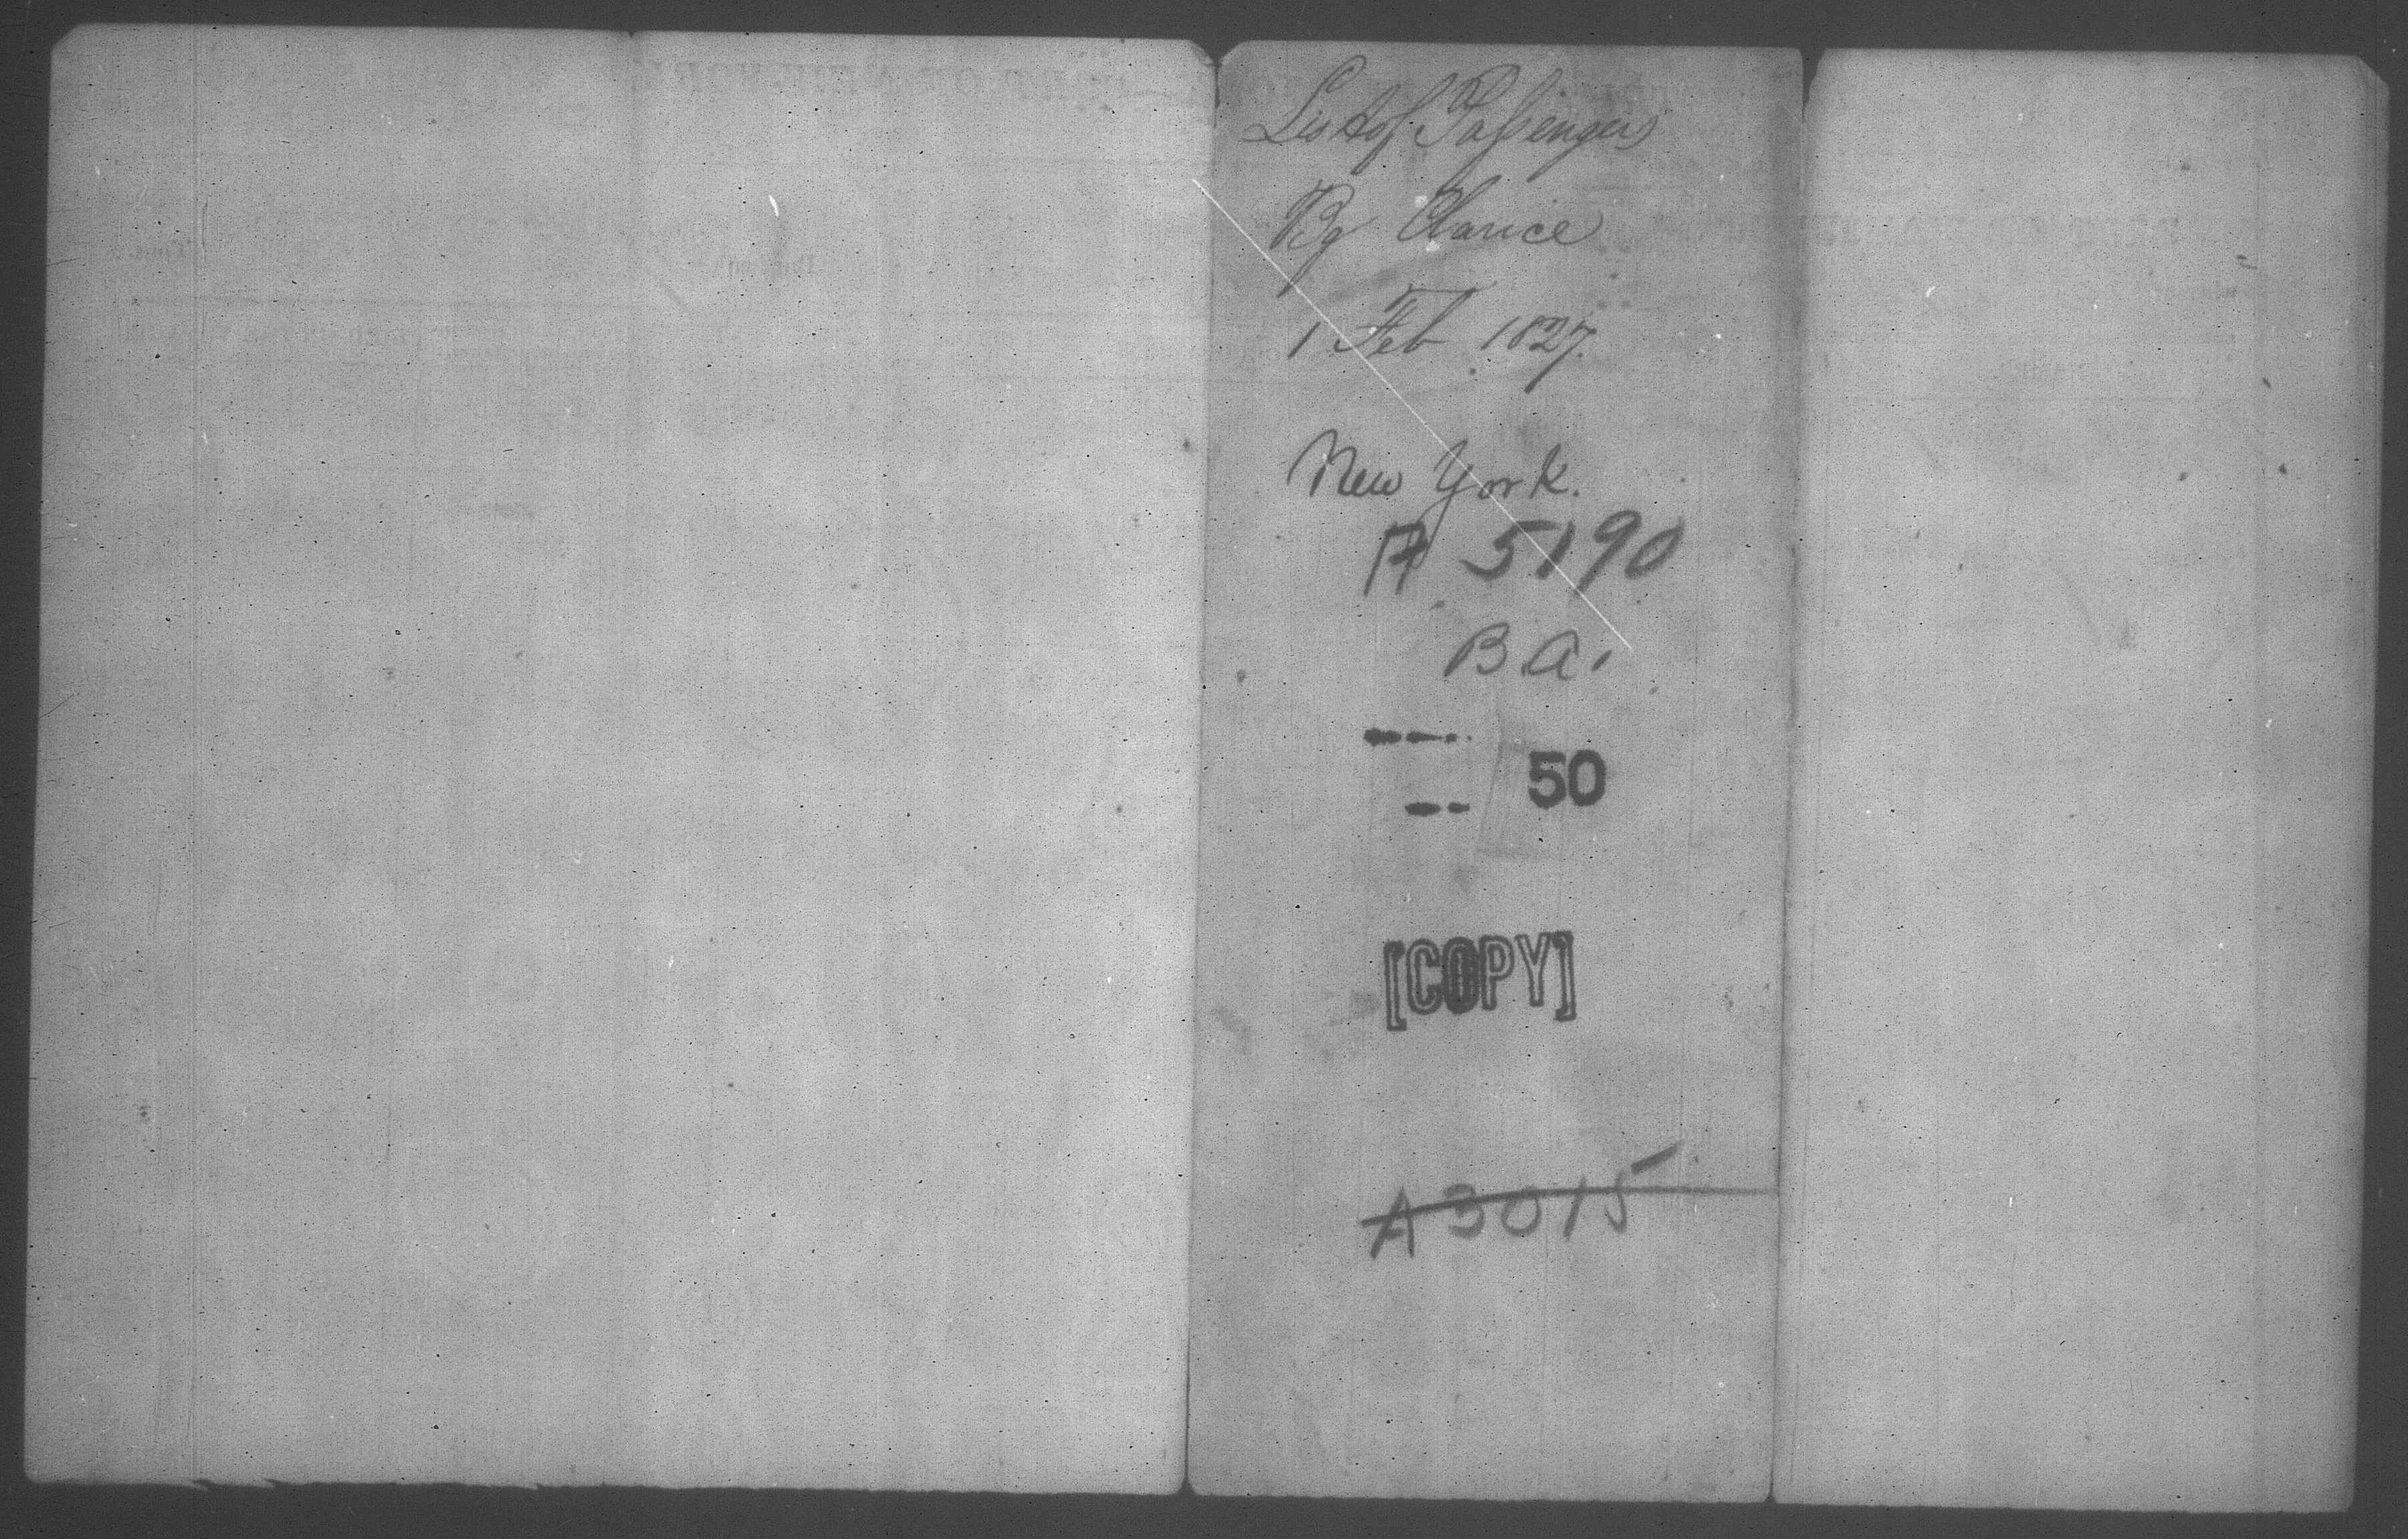 List of Passengers
Bg Clarice
1 Feb 1827.
New York.
A 5190
B.A.
50
[COPY]
A 3015